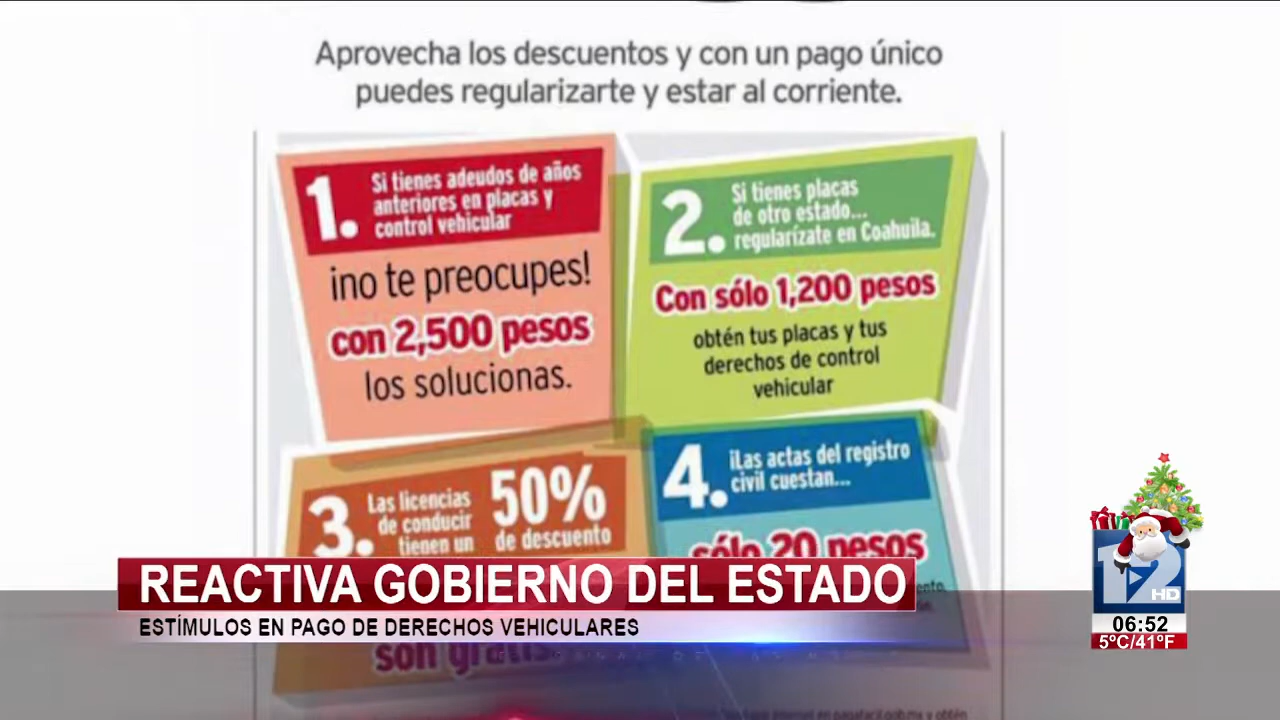 Aprovecha los descuentos y con un pago único
puedes regularizarte y estar al corriente.
1.
Si tienes adeudos de años
anteriores en placas y
control vehicular
¡no te preocupes!
con 2,500 pesos
los solucionas.
2.
Si tienes placas
de otro estado...
regularízate en Coahuila.
Con sólo 1,200 pesos
obtén tus placas y tus
derechos de control
vehicular
3.
Las licencias
de conducir
tienen un
50%
de descuento
son gratis
4.
¡Las actas del registro
civil cuestan...
sólo 20 pesos
REACTIVA GOBIERNO DEL ESTADO
ESTÍMULOS EN PAGO DE DERECHOS VEHICULARES
12
HD
06:52
5°C/41°F